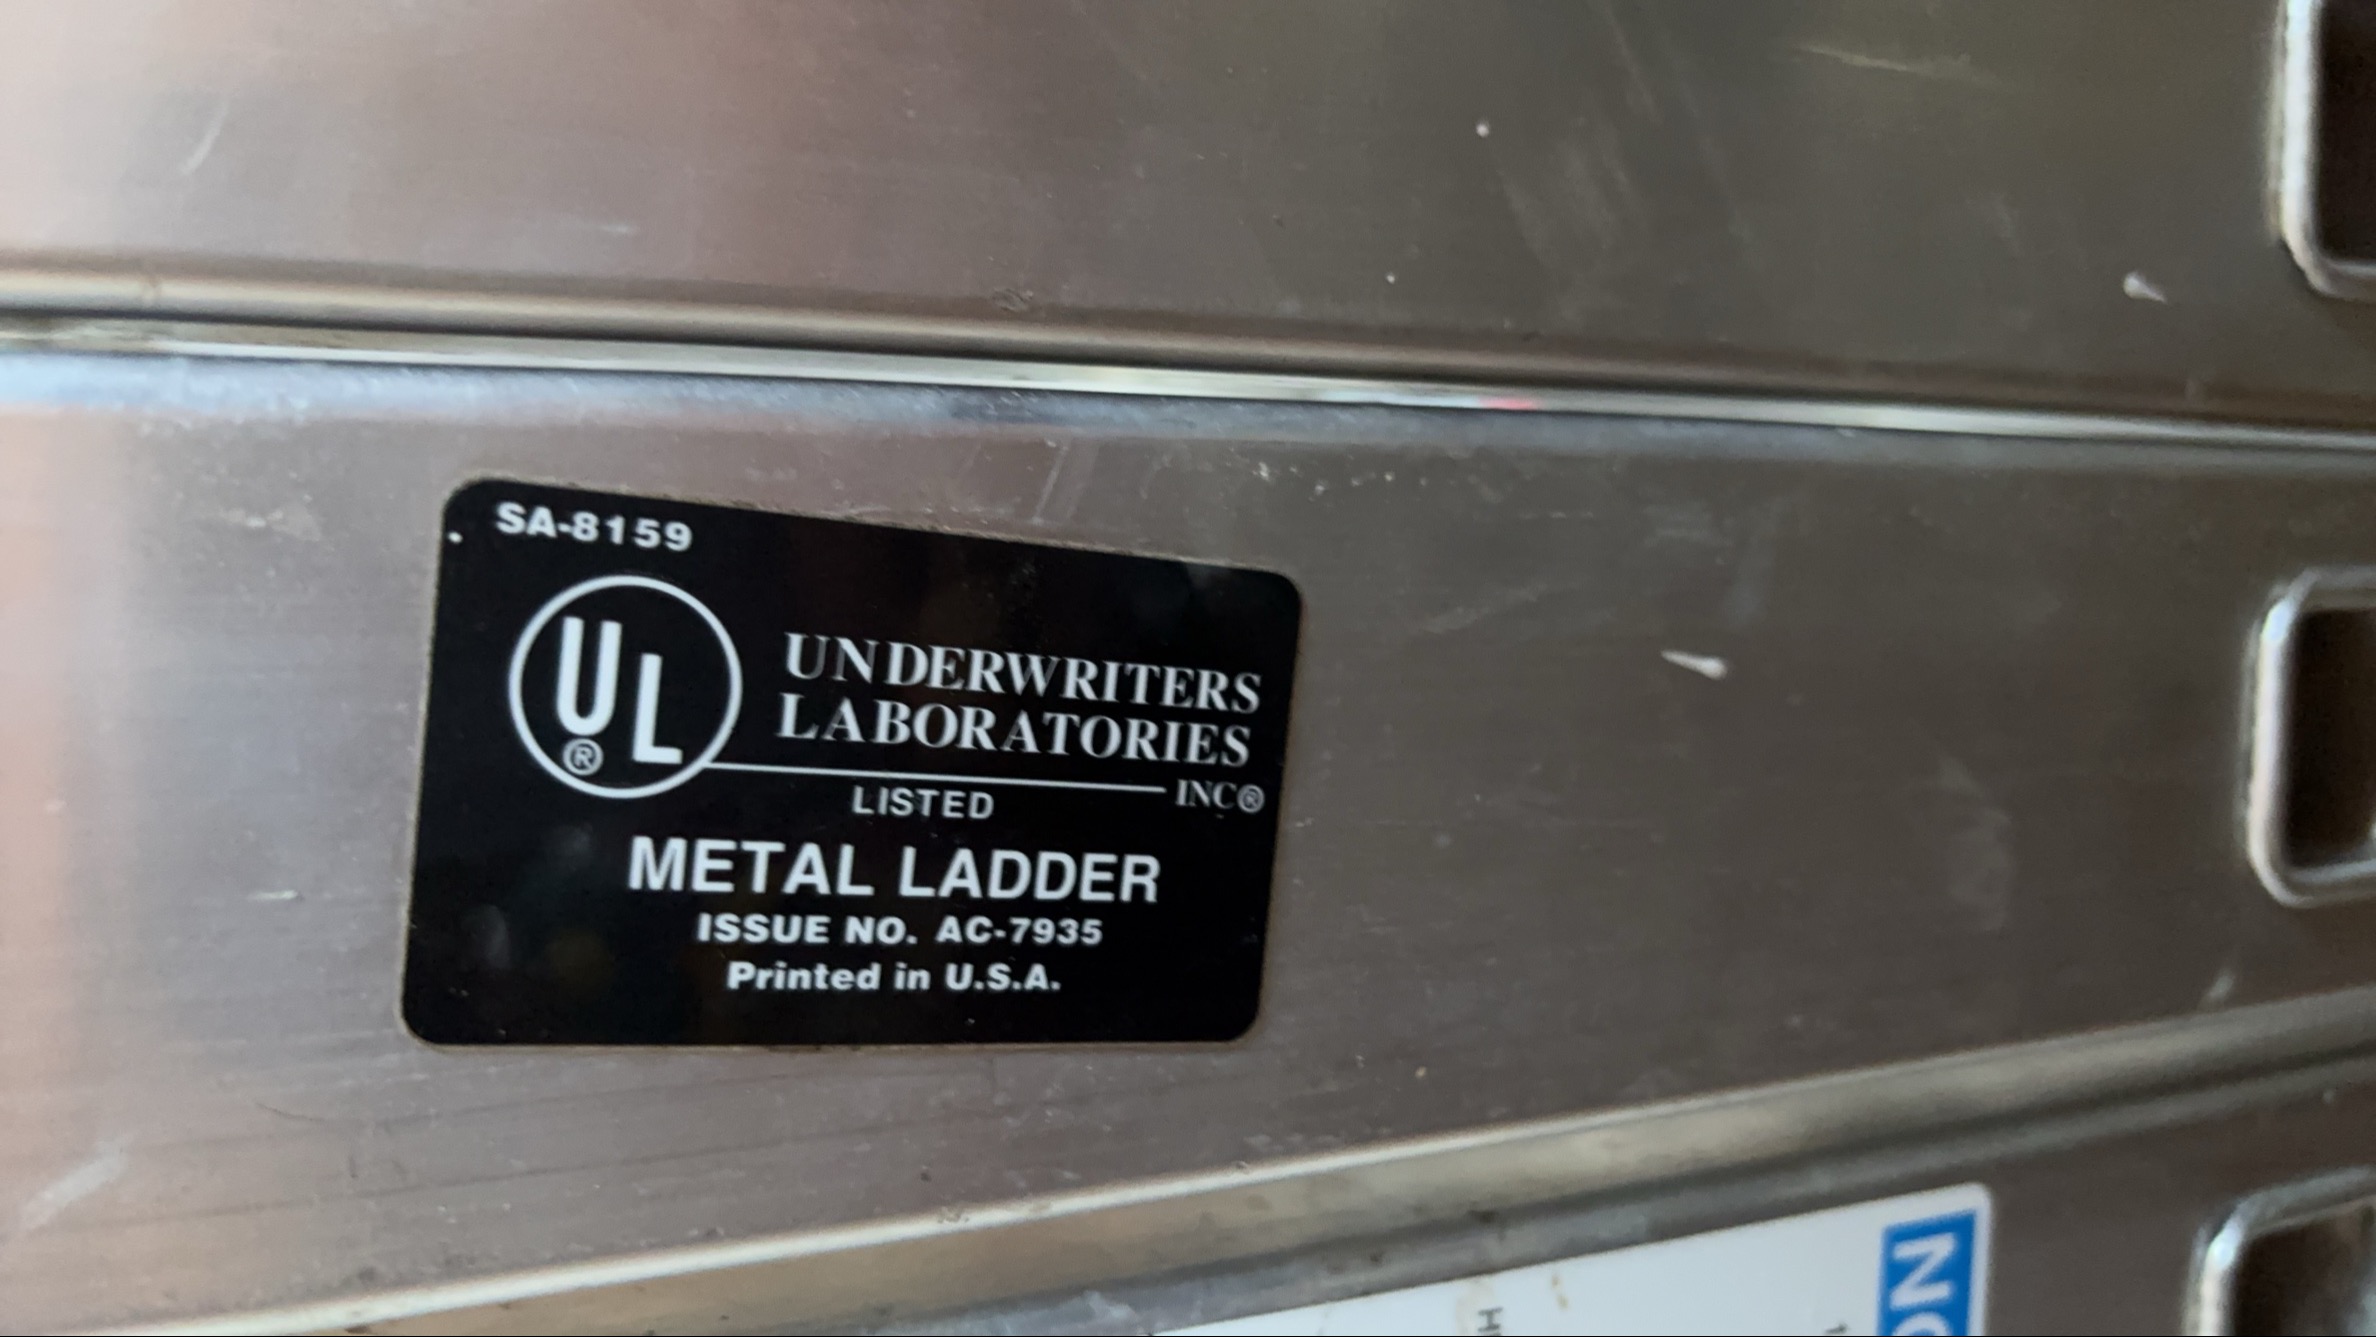 SA-8159
UL
®
UNDERWRITERS
LABORATORIES
INC®
LISTED
METAL LADDER
ISSUE NO. AC-7935
Printed in U.S.A.